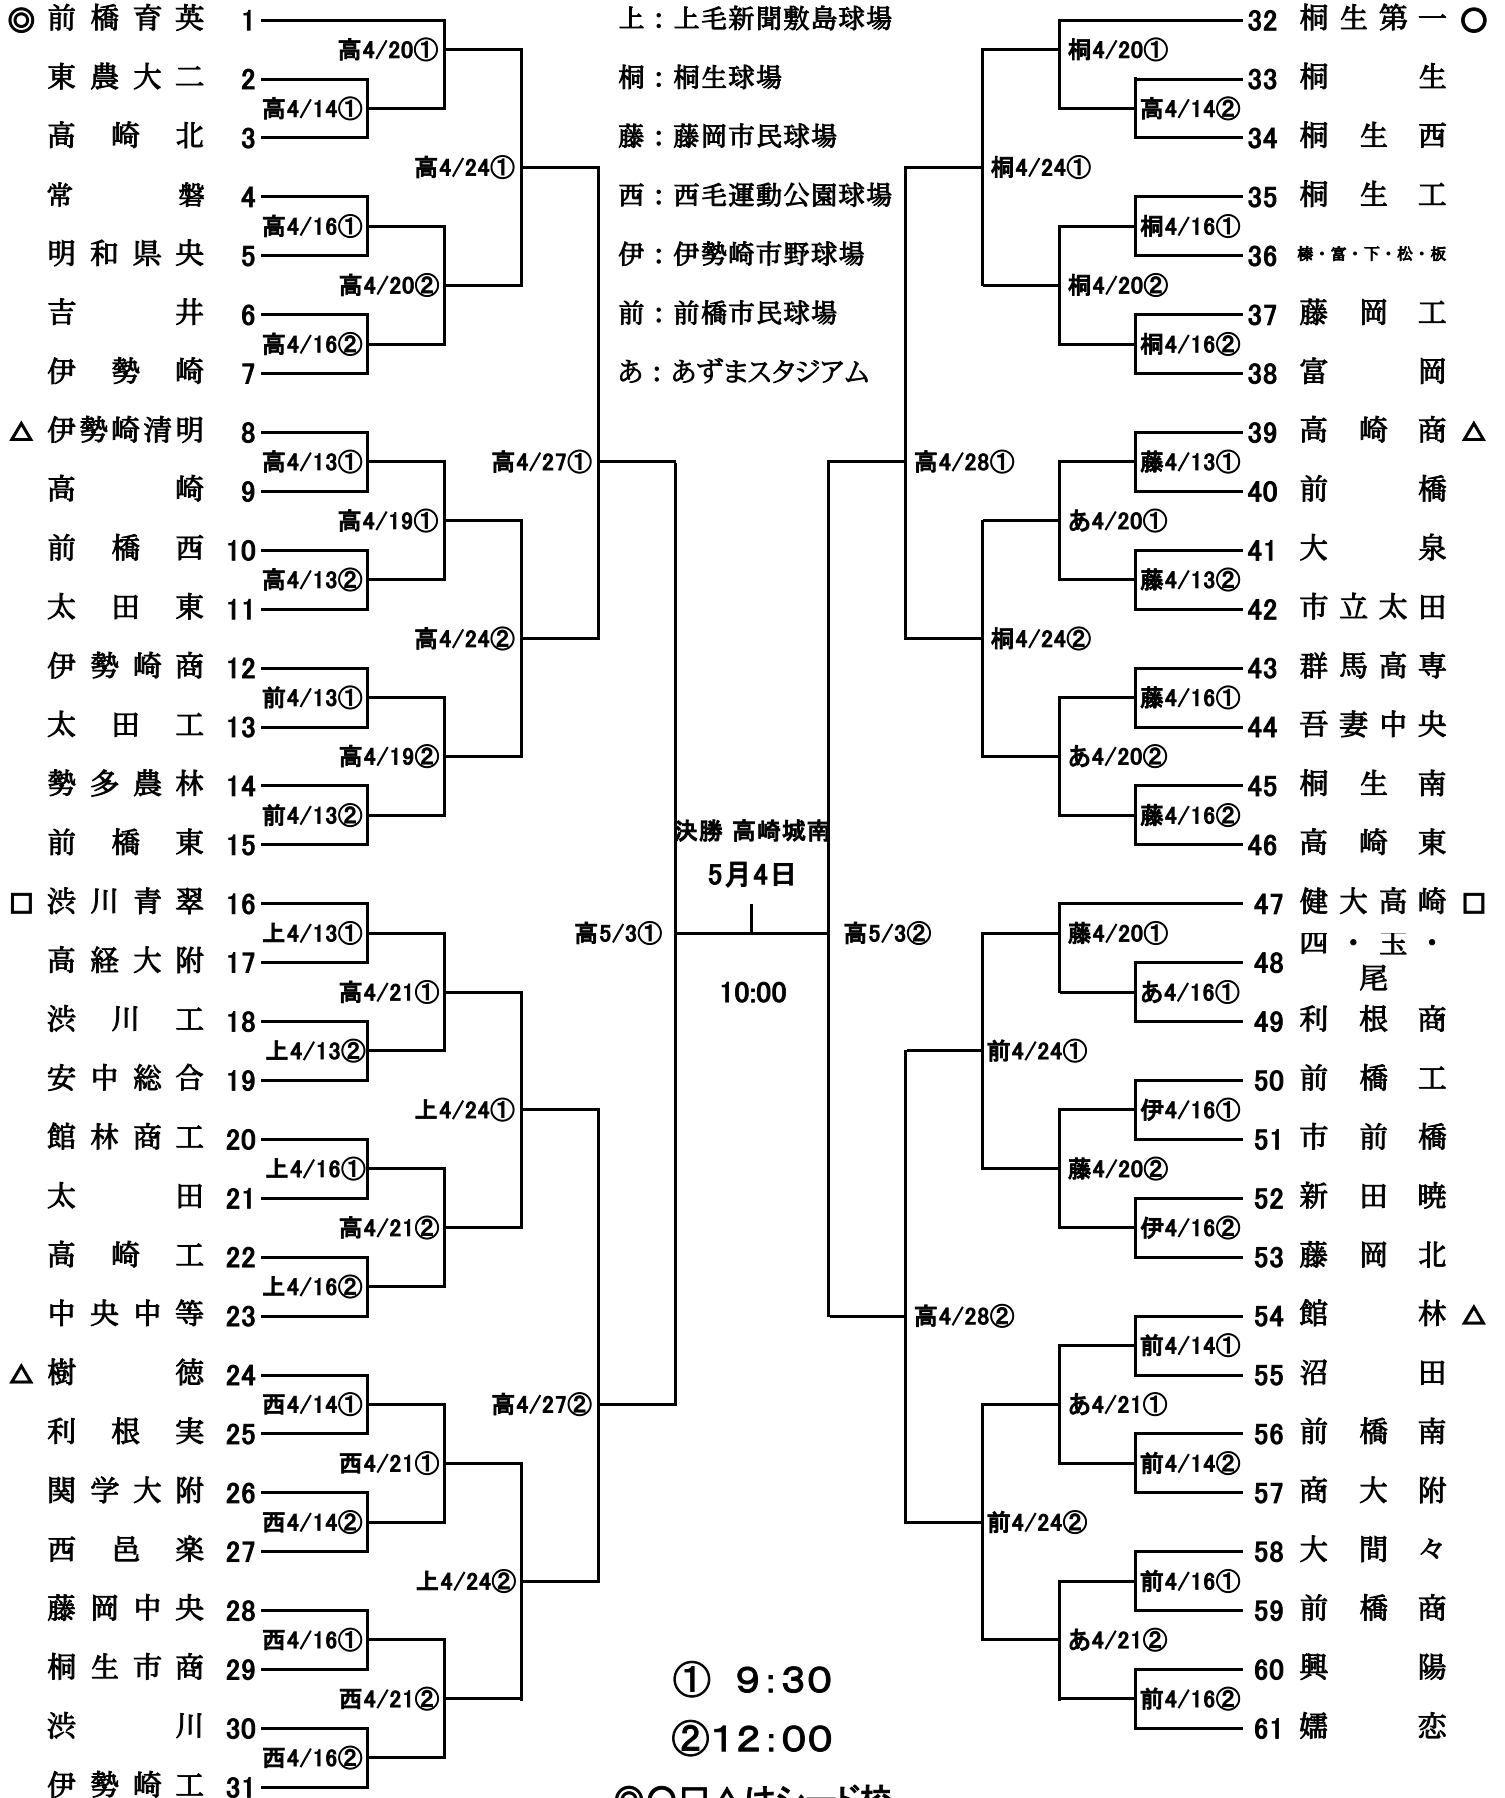 ◎ 前橋育英 1
東農大二 2
高崎北 3
常磐 4
明和県央 5
吉井 6
伊勢崎 7
△ 伊勢崎清明 8
高崎 9
前橋西 10
太田東 11
伊勢崎商 12
太田工 13
勢多農林 14
前橋東 15
□ 渋川青翠 16
高経大附 17
渋川工 18
安中総合 19
館林商工 20
太田 21
高崎工 22
中央中等 23
△ 樹徳 24
利根実 25
関学大附 26
西邑楽 27
藤岡中央 28
桐生市商 29
渋川 30
伊勢崎工 31
高4/14①
高4/16①
高4/16②
高4/13①
高4/13②
前4/13①
前4/13②
上4/13①
上4/13②
上4/16①
上4/16②
西4/14①
西4/14②
西4/16①
西4/16②
高4/20①
高4/20②
高4/19①
高4/19②
高4/21①
高4/21②
西4/21①
西4/21②
高4/24①
高4/24②
上4/24①
上4/24②
高4/27①
高4/27②
高5/3①
上：上毛新聞敷島球場
桐：桐生球場
藤：藤岡市民球場
西：西毛運動公園球場
伊：伊勢崎市野球場
前：前橋市民球場
あ：あずまスタジアム
決勝 高崎城南
5月4日
10:00
① 9:30
②12:00
◎○□△はシード校
高5/3②
高4/28①
高4/28②
桐4/24①
桐4/24②
前4/24①
前4/24②
桐4/20①
桐4/20②
あ4/20①
あ4/20②
藤4/20①
藤4/20②
あ4/21①
あ4/21②
高4/14②
桐4/16①
桐4/16②
藤4/13①
藤4/13②
藤4/16①
藤4/16②
あ4/16①
伊4/16①
伊4/16②
前4/14①
前4/14②
前4/16①
前4/16②
32 桐生第一 ○
33 桐生
34 桐生西
35 桐生工
36 榛・富・下・松・板
37 藤岡工
38 富岡
39 高崎商 △
40 前橋
41 大泉
42 市立太田
43 群馬高専
44 吾妻中央
45 桐生南
46 高崎東
47 健大高崎 □
48 四・玉・
尾
49 利根商
50 前橋工
51 市前橋
52 新田暁
53 藤岡北
54 館林 △
55 沼田
56 前橋南
57 商大附
58 大間々
59 前橋商
60 興陽
61 嬬恋